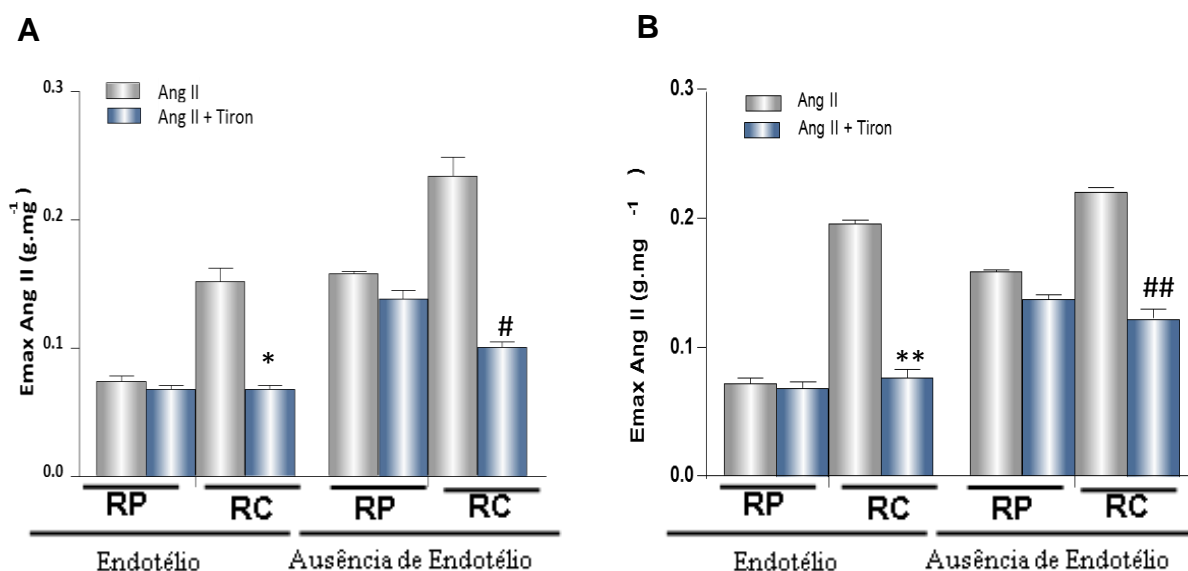 A
Emax Ang II (g.mg-1)
0.3
0.2
0.1
0.0
Ang II
Ang II + Tiron
*
#
RP
RC
RP
RC
Endotélio
Ausência de Endotélio
B
Emax Ang II (g.mg -1 )
0.3
0.2
0.1
0.0
Ang II
Ang II + Tiron
**
##
RP
RC
RP
RC
Endotélio
Ausência de Endotélio